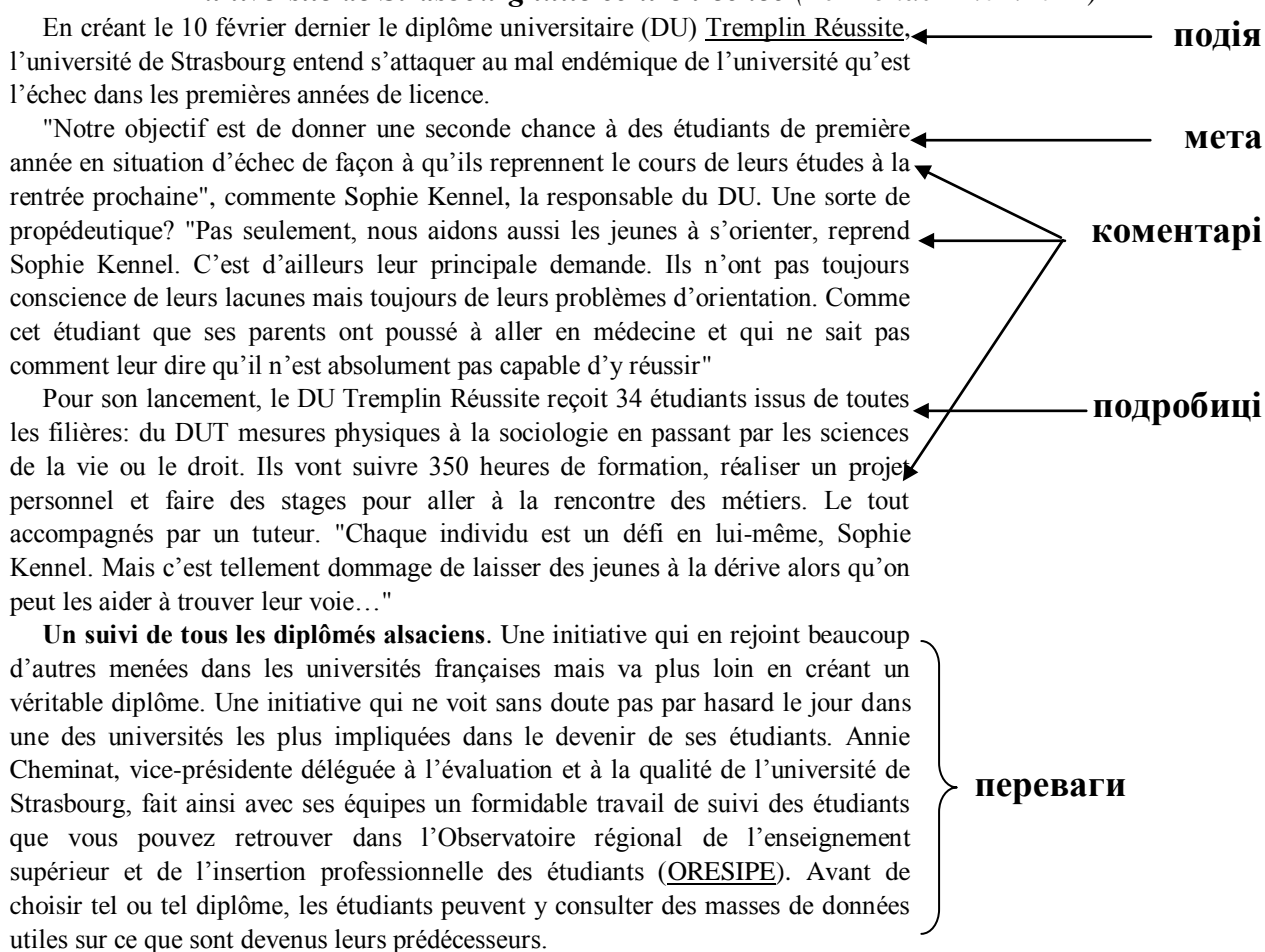 En créant le 10 février dernier le diplôme universitaire (DU) Tremplin Réussite,
подія
l'université de Strasbourg entend s'attaquer au mal endémique de l'université qu'est
l'échec dans les premières années de licence.
"Notre objectif est de donner une seconde chance à des étudiants de première
мета
année en situation d'échec de façon à qu'ils reprennent le cours de leurs études à la
rentrée prochaine", commente Sophie Kennel, la responsable du DU. Une sorte de
propédeutique? "Pas seulement, nous aidons aussi les jeunes à s'orienter, reprend
коментарі
Sophie Kennel. C'est d'ailleurs leur principale demande. Ils n'ont pas toujours
conscience de leurs lacunes mais toujours de leurs problèmes d'orientation. Comme
cet étudiant que ses parents ont poussé à aller en médecine et qui ne sait pas
comment leur dire qu'il n'est absolument pas capable d'y réussir"
Pour son lancement, le DU Tremplin Réussite reçoit 34 étudiants issus de toutes
подробиці
les filières: du DUT mesures physiques à la sociologie en passant par les sciences
de la vie ou le droit. Ils vont suivre 350 heures de formation, réaliser un projet
personnel et faire des stages pour aller à la rencontre des métiers. Le tout
accompagnés par un tuteur. "Chaque individu est un défi en lui-même, Sophie
Kennel. Mais c'est tellement dommage de laisser des jeunes à la dérive alors qu'on
peut les aider à trouver leur voie…"
Un suivi de tous les diplômés alsaciens. Une initiative qui en rejoint beaucoup
d'autres menées dans les universités françaises mais va plus loin en créant un
véritable diplôme. Une initiative qui ne voit sans doute pas par hasard le jour dans
une des universités les plus impliquées dans le devenir de ses étudiants. Annie
Cheminat, vice-présidente déléguée à l'évaluation et à la qualité de l'université de
переваги
Strasbourg, fait ainsi avec ses équipes un formidable travail de suivi des étudiants
que vous pouvez retrouver dans l'Observatoire régional de l'enseignement
supérieur et de l'insertion professionnelle des étudiants (ORESIPE). Avant de
choisir tel ou tel diplôme, les étudiants peuvent y consulter des masses de données
utiles sur ce que sont devenus leurs prédécesseurs.